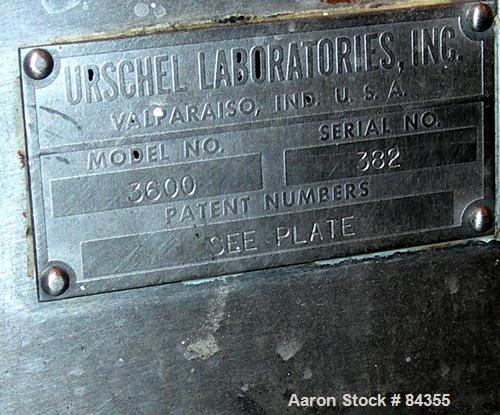 URSCHEL LABORATORIES, INC.
VALPARAISO, IND. U. S. A.
MODEL NO. SERIAL NO.
3600 382
PATENT NUMBERS
SEE PLATE
Aaron Stock # 84355